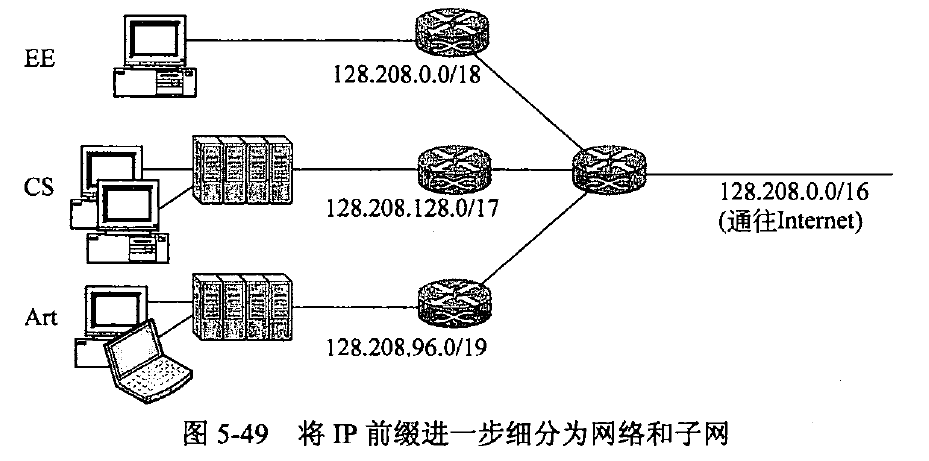 EE
128.208.0.0/18
CS
128.208.128.0/17
128.208.0.0/16
(通往Internet)
Art
128.208.96.0/19
图 5-49 将 IP 前缀进一步细分为网络和子网